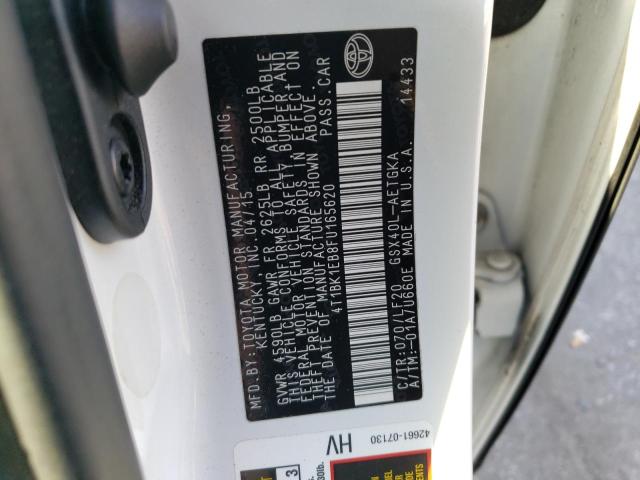 MFD.BY:TOYOTA MOTOR MANUFACTURING,
KENTUCKY, INC. 04/15
GVWR 4590LB GAWR FR 2625LB RR 2500LB
THIS VEHICLE CONFORMS TO ALL APPLICABLE
FEDERAL MOTOR VEHICLE SAFETY, BUMPER AND
THEFT PREVENTION STANDARDS IN EFFECT ON
THE DATE OF MANUFACTURE SHOWN ABOVE.
4T1BK1EB8FU165620 PASS.CAR
C/TR:070/LF20 GSX40L-AETGKA 14433
A/TM:-01A/U660E MADE IN U.S.A.
42661-07130
HV
3